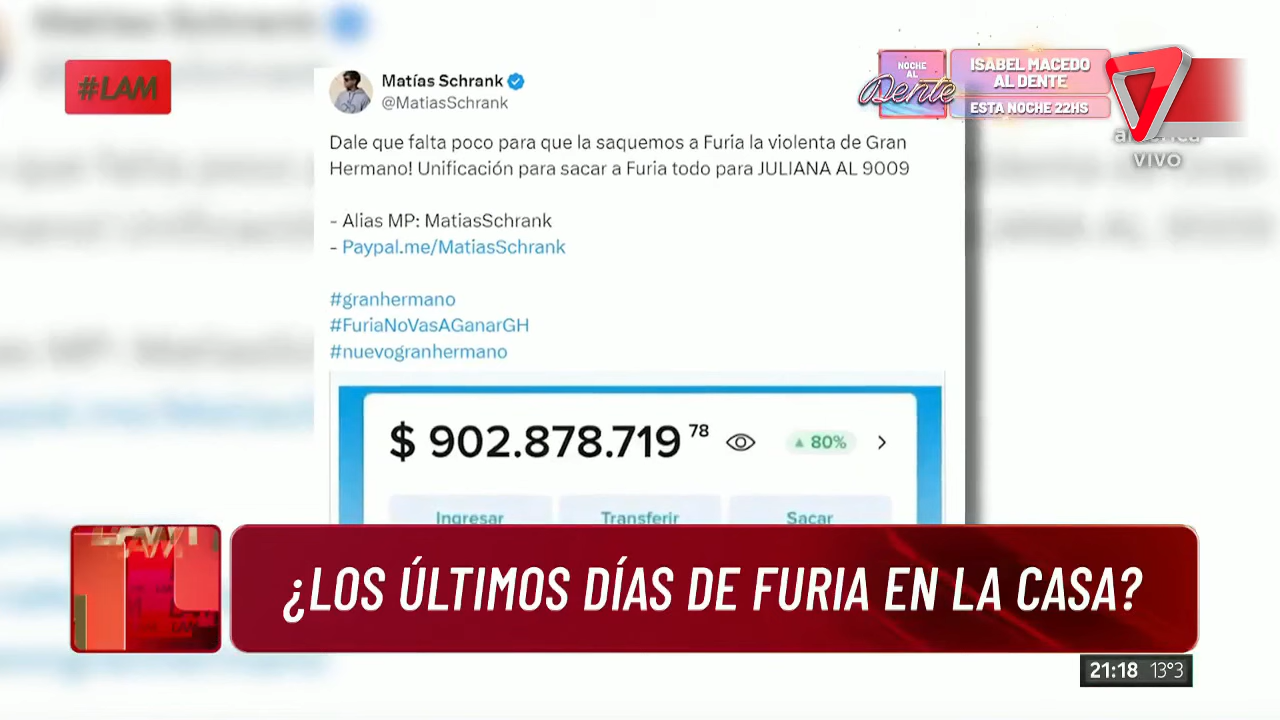 #LAM
NOCHE
AL
Dente
ISABEL MACEDO
AL DENTE
ESTA NOCHE 22HS
américa
VIVO
Matías Schrank
@MatiasSchrank
Dale que falta poco para que la saquemos a Furia la violenta de Gran
Hermano! Unificación para sacar a Furia todo para JULIANA AL 9009
- Alias MP: MatiasSchrank
- Paypal.me/MatiasSchrank
#granhermano
#FuriaNoVasAGanarGH
#nuevogranhermano
$ 902.878.719 78
80%
Ingresar Transferir Sacar
¿LOS ÚLTIMOS DÍAS DE FURIA EN LA CASA?
21:18 13°3